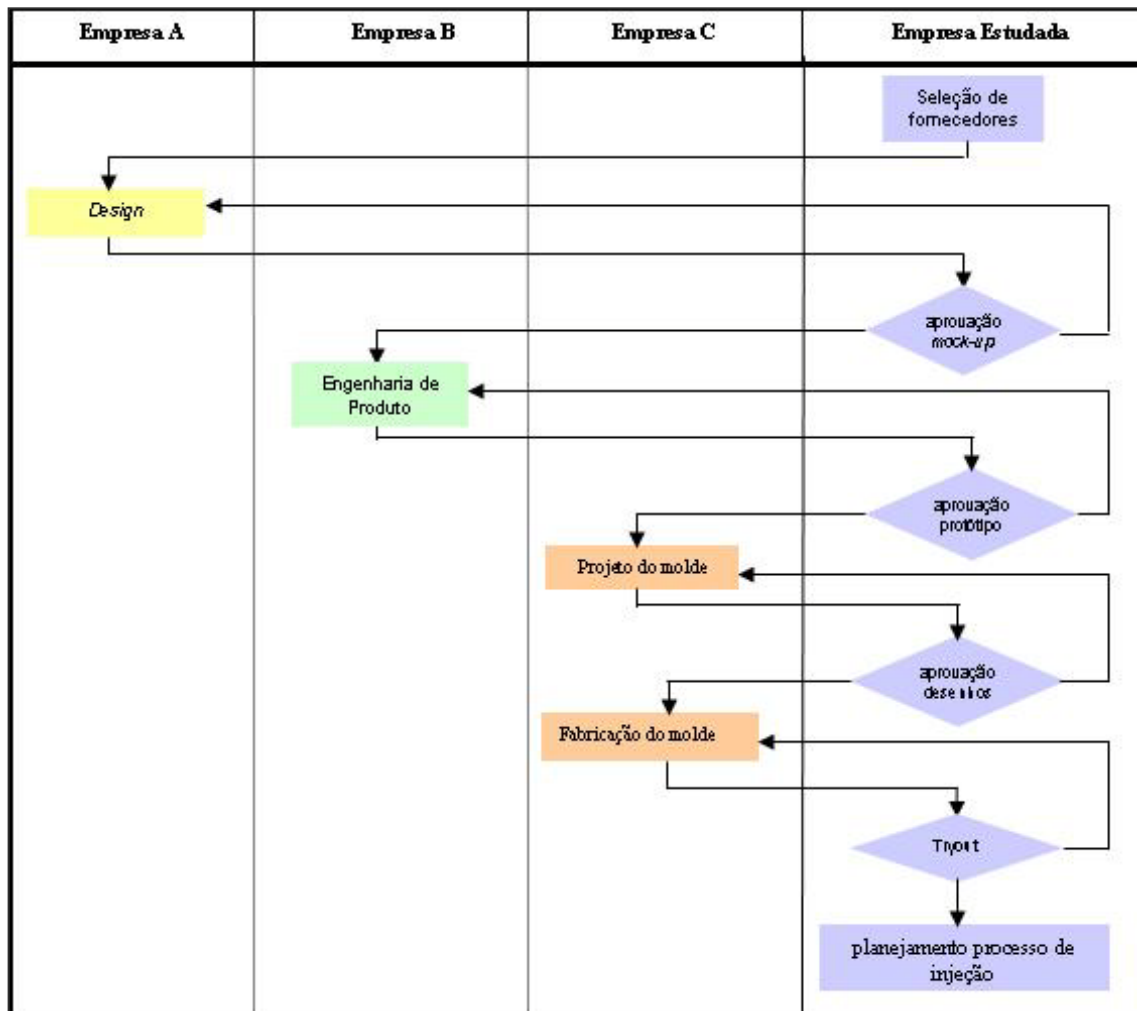 Empresa A
Empresa B
Empresa C
Empresa Estudada
Seleção de
fornecedores
Design
aprovação
mock-up
Engenharia de
Produto
aprovação
protótipo
Projeto do molde
aprovação
desenhos
Fabricação do molde
Tryout
planejamento processo de
injeção